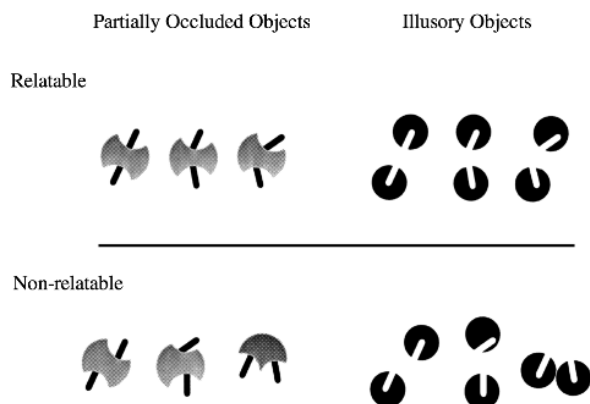 Partially Occluded Objects
Illusory Objects
Relatable
Non-relatable